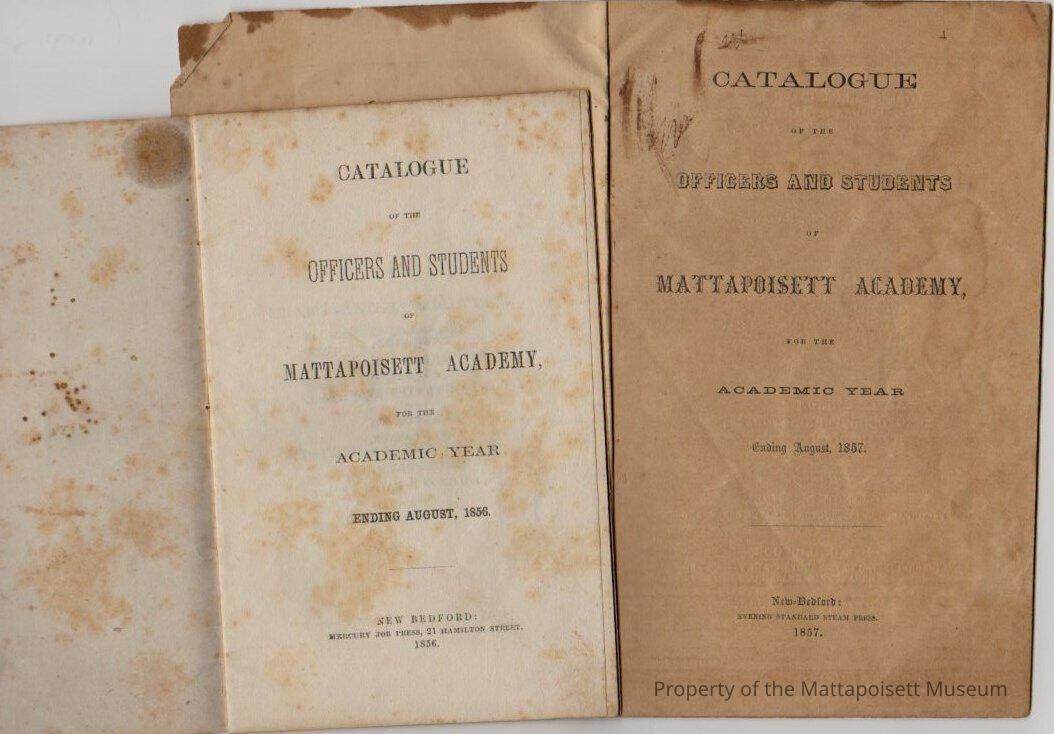 CATALOGUE
OF THE
OFFICERS AND STUDENTS
OF
MATTAPOISETT ACADEMY,
FOR THE
ACADEMIC YEAR
ENDING AUGUST, 1856.
NEW BEDFORD:
MERCURY JOB PRESS, 21 HAMILTON STREET.
1856.
CATALOGUE
OF THE
OFFICERS AND STUDENTS
OF
MATTAPOISETT ACADEMY,
FOR THE
ACADEMIC YEAR
Ending August, 1857.
New-Bedford:
EVENING STANDARD STEAM PRESS.
1857.
Property of the Mattapoisett Museum